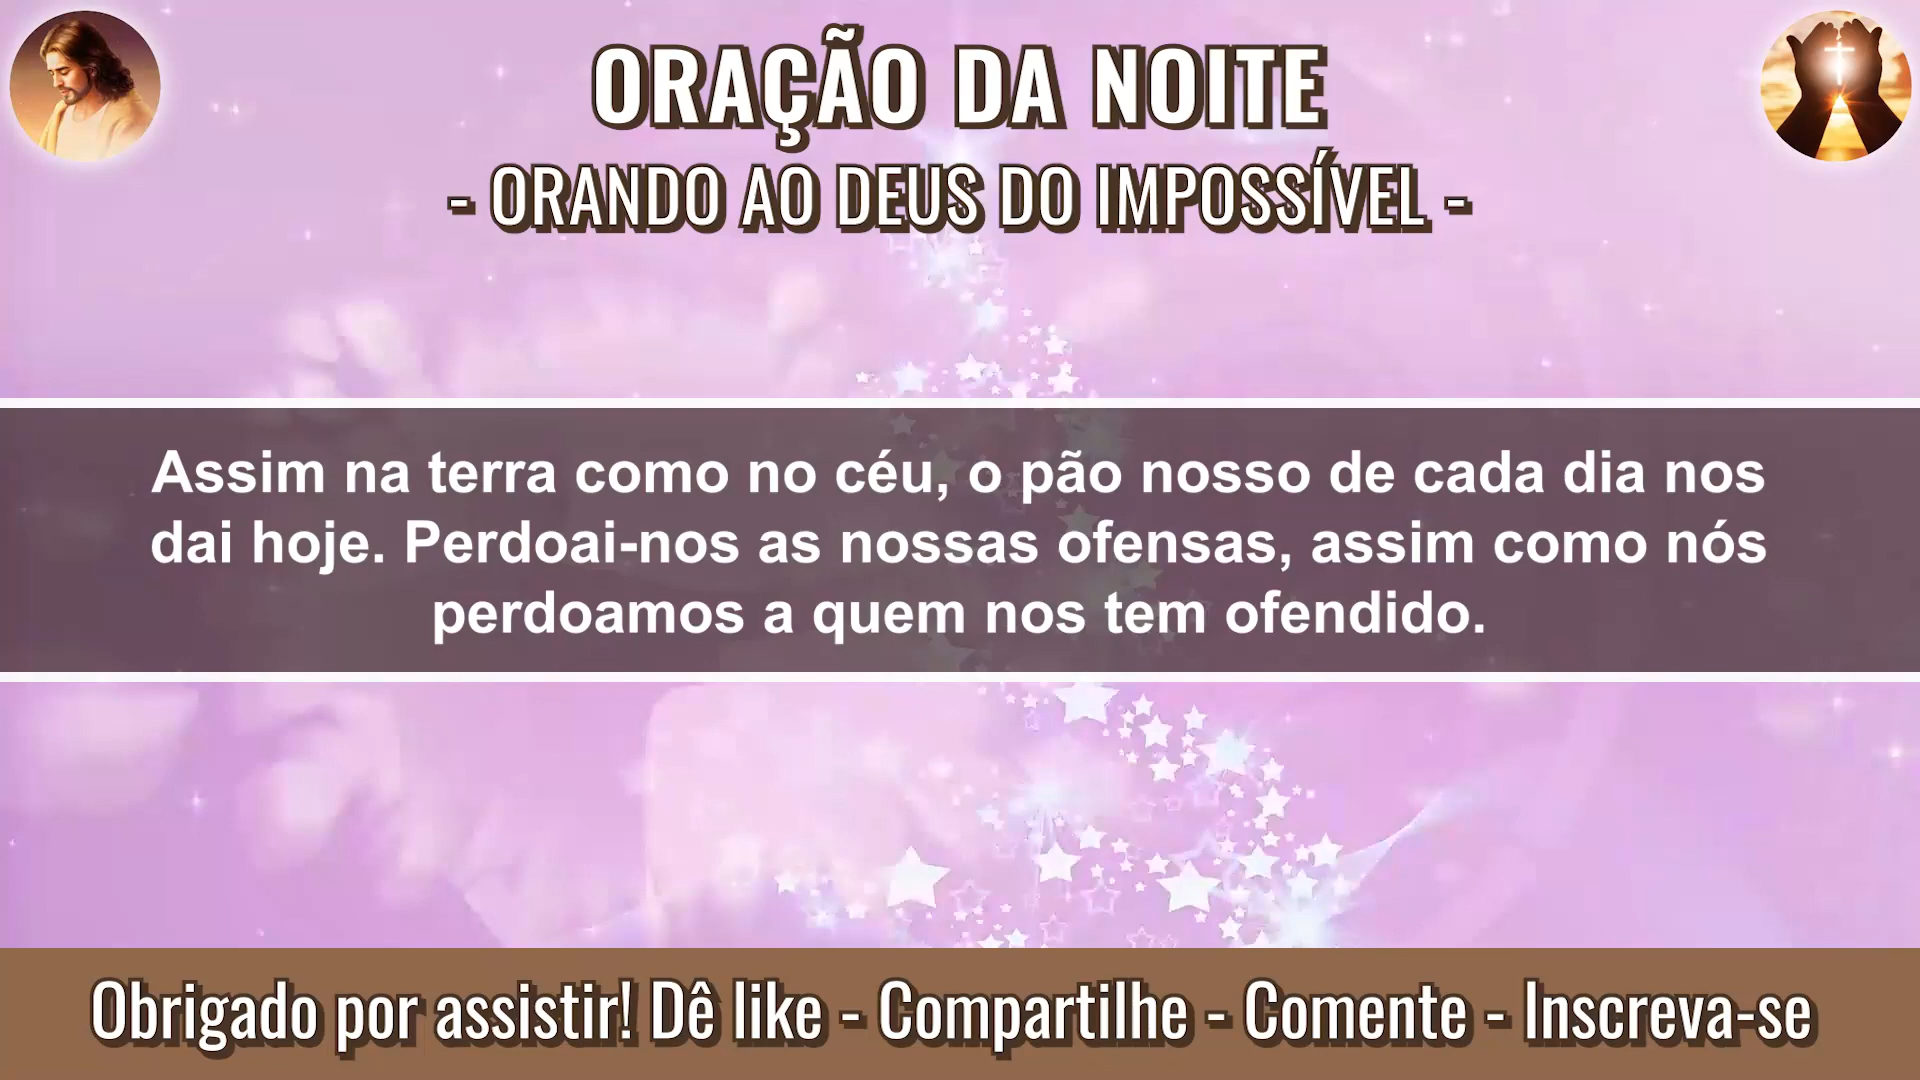 ORAÇÃO DA NOITE
- ORANDO AO DEUS DO IMPOSSÍVEL -
Assim na terra como no céu, o pão nosso de cada dia nos
dai hoje. Perdoai-nos as nossas ofensas, assim como nós
perdoamos a quem nos tem ofendido.
Obrigado por assistir! Dê like - Compartilhe - Comente - Inscreva-se